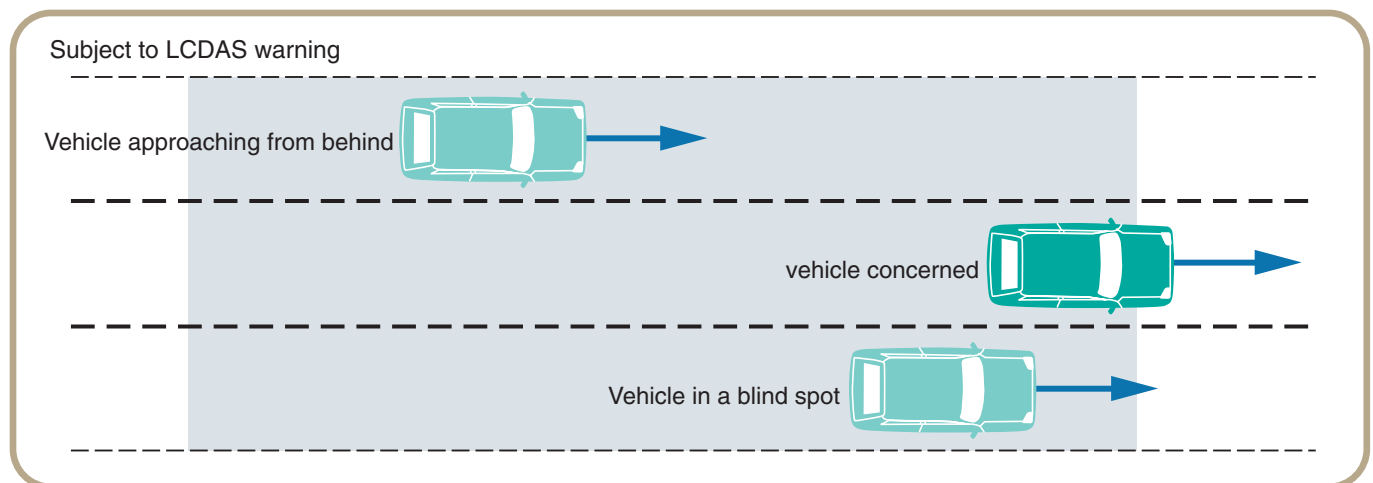 Subject to LCDAS warning
Vehicle approaching from behind
vehicle concerned
Vehicle in a blind spot